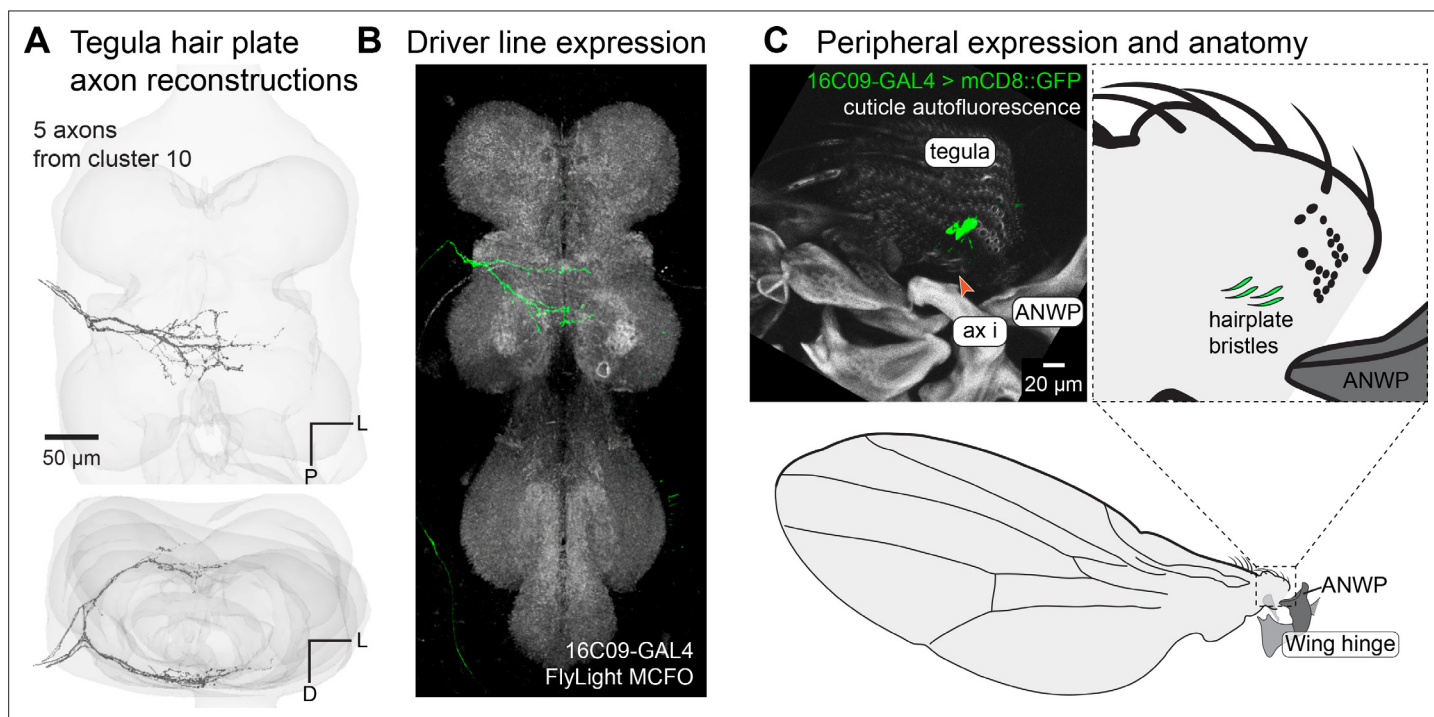 A Tegula hair plate
axon reconstructions
5 axons
from cluster 10
50 µm
L
P
L
D
B Driver line expression
16C09-GAL4
FlyLight MCFO
C Peripheral expression and anatomy
16C09-GAL4 > mCD8::GFP
cuticle autofluorescence
tegula
ax i
ANWP
20 µm
hairplate
bristles
ANWP
ANWP
Wing hinge